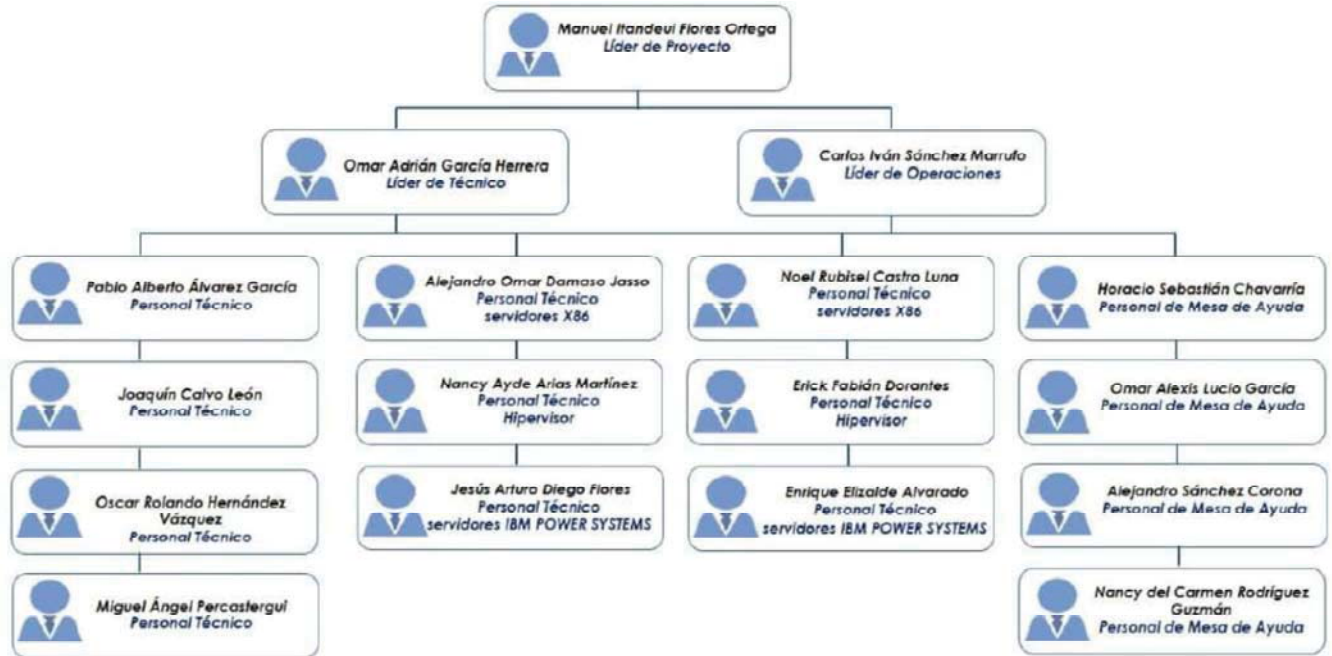 Manuel Itandeui Flores Ortega
Líder de Proyecto
Omar Adrián García Herrera
Líder de Técnico
Carlos Iván Sánchez Marrufo
Líder de Operaciones
Pablo Alberto Álvarez García
Personal Técnico
Alejandro Omar Damaso Jasso
Personal Técnico
servidores X86
Noel Rubisel Castro Luna
Personal Técnico
servidores X86
Horacio Sebastián Chavarría
Personal de Mesa de Ayuda
Joaquín Calvo León
Personal Técnico
Nancy Ayde Arias Martínez
Personal Técnico
Hipervisor
Erick Fabián Dorantes
Personal Técnico
Hipervisor
Omar Alexis Lucio García
Personal de Mesa de Ayuda
Oscar Rolando Hernández
Vázquez
Personal Técnico
Jesús Arturo Diego Flores
Personal Técnico
servidores IBM POWER SYSTEMS
Enrique Elizalde Alvarado
Personal Técnico
servidores IBM POWER SYSTEMS
Alejandro Sánchez Corona
Personal de Mesa de Ayuda
Miguel Ángel Percastergui
Personal Técnico
Nancy del Carmen Rodríguez
Guzmán
Personal de Mesa de Ayuda